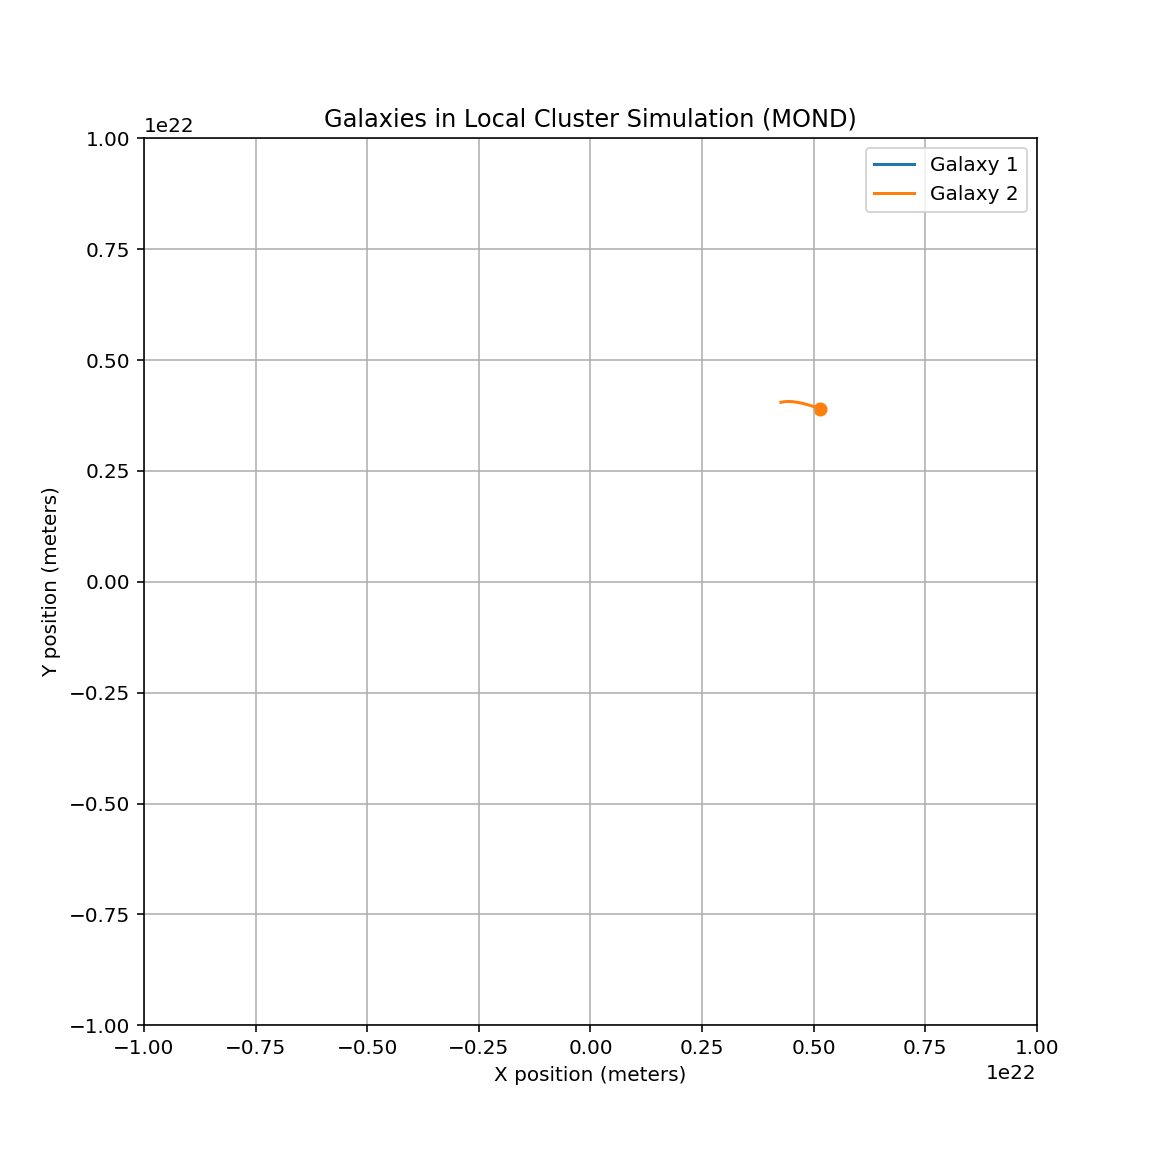 Galaxies in Local Cluster Simulation (MOND)
1e22
Galaxy 1
Galaxy 2
1.00
0.75
0.50
0.25
0.00
−0.25
−0.50
−0.75
−1.00
Y position (meters)
−1.00 −0.75 −0.50 −0.25 0.00 0.25 0.50 0.75 1.00
X position (meters)
1e22